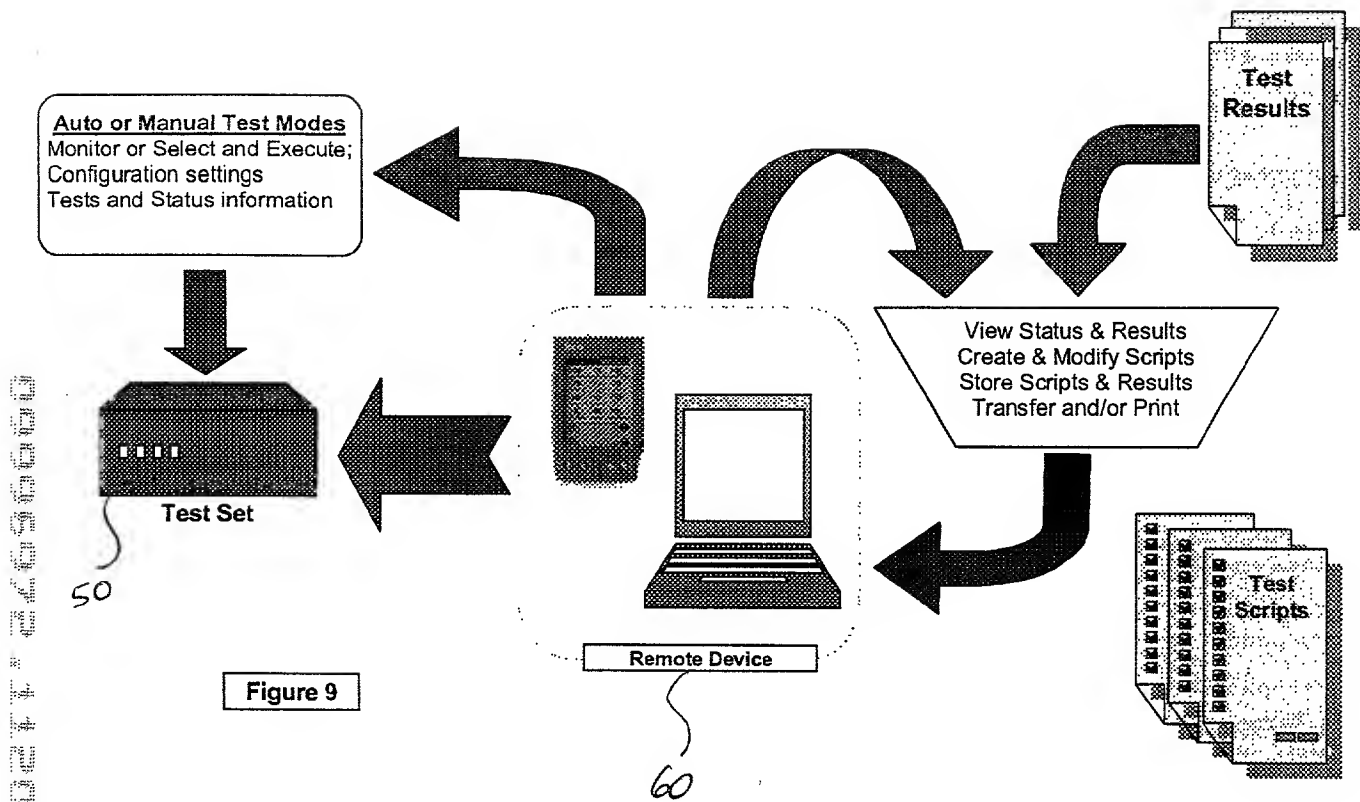 Auto or Manual Test Modes
Monitor or Select and Execute;
Configuration settings
Tests and Status information
Test
Results
View Status & Results
Create & Modify Scripts
Store Scripts & Results
Transfer and/or Print
Test Set
50
Test
Scripts
Remote Device
Figure 9
60